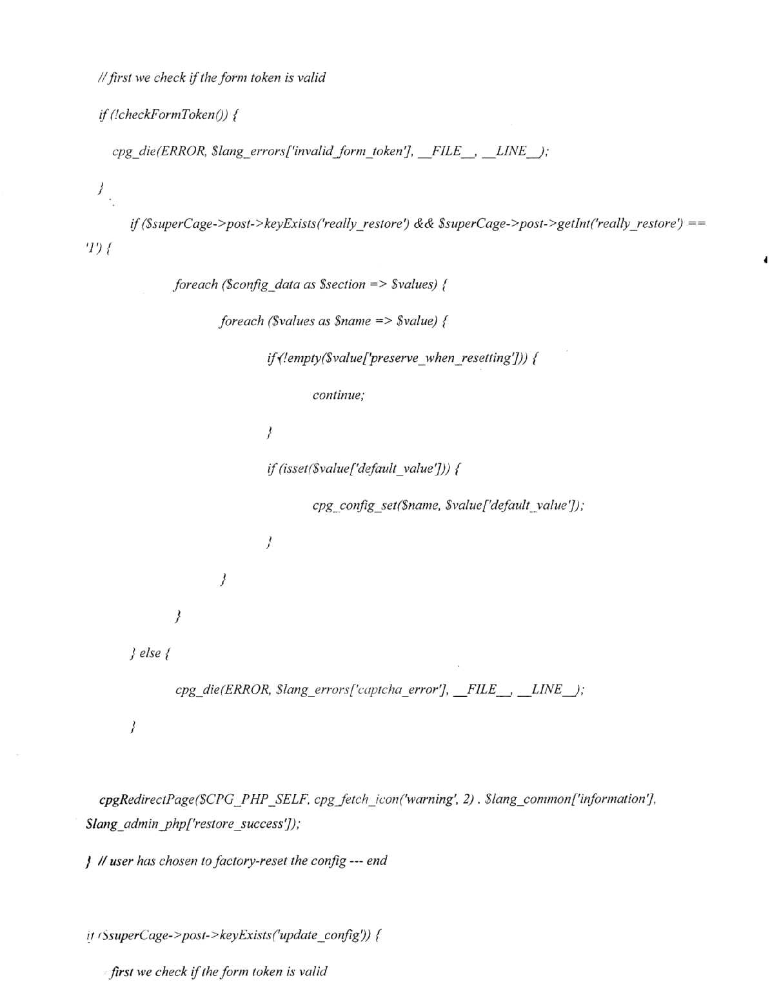 //first we check if the form token is valid
if (!checkFormToken()) {
cpg_die(ERROR, $lang_errors['invalid_form_token'], __FILE__, __LINE__);
}
if ($superCage->post->keyExists('really_restore') && $superCage->post->getInt('really_restore') ==
'1') {
foreach ($config_data as $section => $values) {
foreach ($values as $name => $value) {
if (!empty($value['preserve_when_resetting'])) {
continue;
}
if (isset($value['default_value'])) {
cpg_config_set($name, $value['default_value']);
}
}
}
} else {
cpg_die(ERROR, $lang_errors['captcha_error'], __FILE__, __LINE__);
}
cpgRedirectPage($CPG_PHP_SELF, cpg_fetch_icon('warning', 2) . $lang_common['information'],
$lang_admin_php['restore_success']);
} // user has chosen to factory-reset the config --- end
if ($superCage->post->keyExists('update_config')) {
first we check if the form token is valid